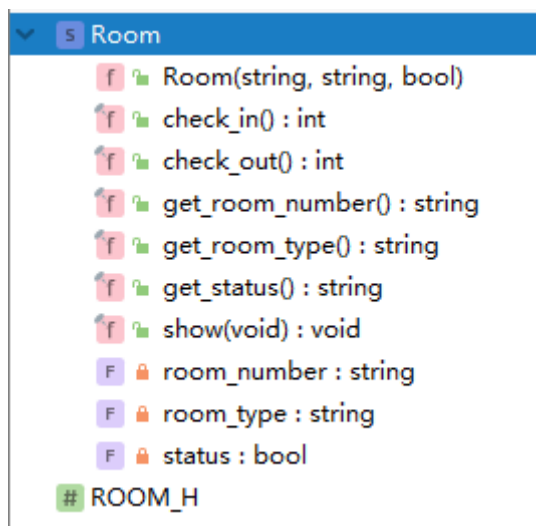 S Room
f Room(string, string, bool)
f check_in() : int
f check_out() : int
f get_room_number() : string
f get_room_type() : string
f get_status() : string
f show(void) : void
F room_number : string
F room_type : string
F status : bool
# ROOM_H